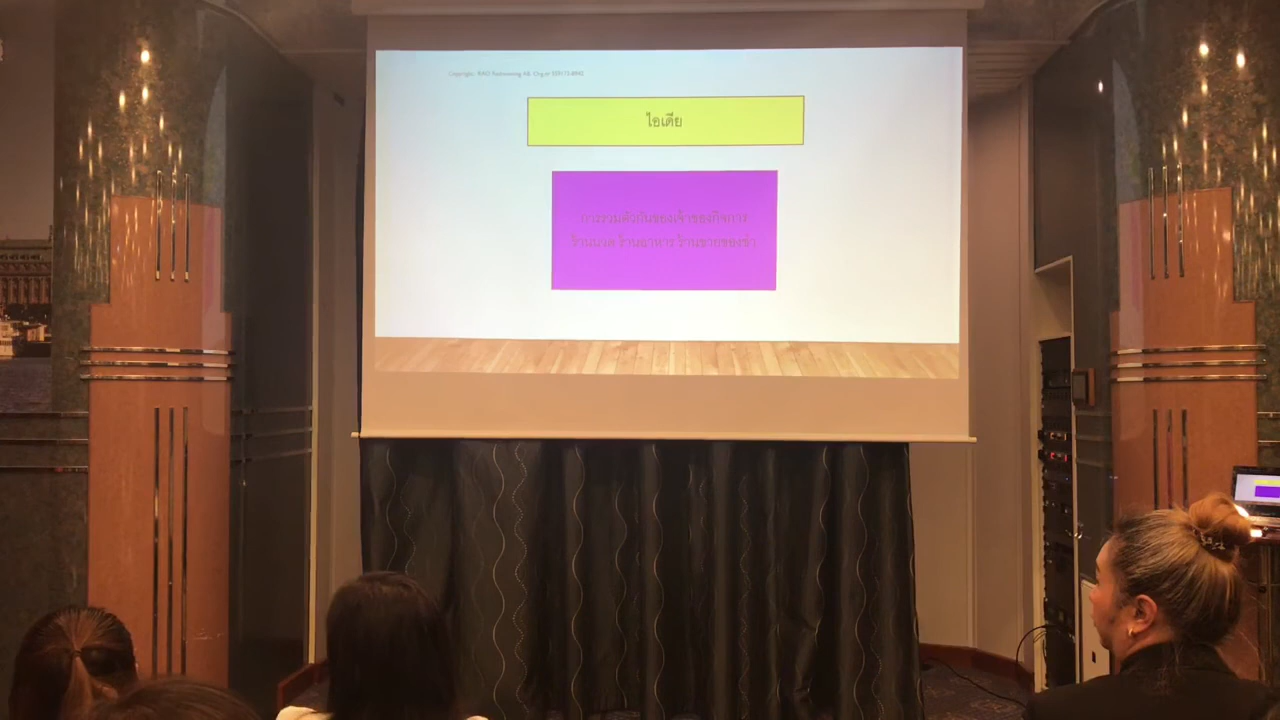 ไอเดีย
การรวมตัวกันของเจ้าของกิจการ
ร้านนวด ร้านอาหาร ร้านขายของชำ